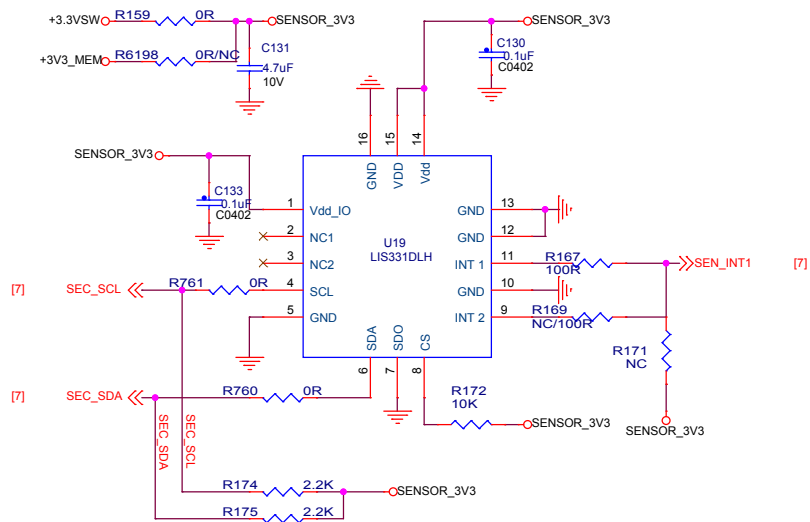 +3.3VSW R159 0R SENSOR_3V3
+3V3_MEM R6198 0R/NC
C131
4.7uF
10V
C130
0.1uF
C0402
16 15 14
GND VDD Vdd
SENSOR_3V3
C133
0.1uF
C0402
1 Vdd_IO
2 NC1
3 NC2
4 SCL
5 GND
U19
LIS331DLH
GND 13
GND 12
INT 1 11
GND 10
INT 2 9
SDA SDO CS
6 7 8
R167
100R
SEN_INT1 [7]
R169
NC/100R
R171
NC
SENSOR_3V3
[7] SEC_SCL R761 0R
[7] SEC_SDA R760 0R
R172
10K
SENSOR_3V3
SENSOR_3V3
SEC_SDA
SEC_SCL
R174 2.2K SENSOR_3V3
R175 2.2K